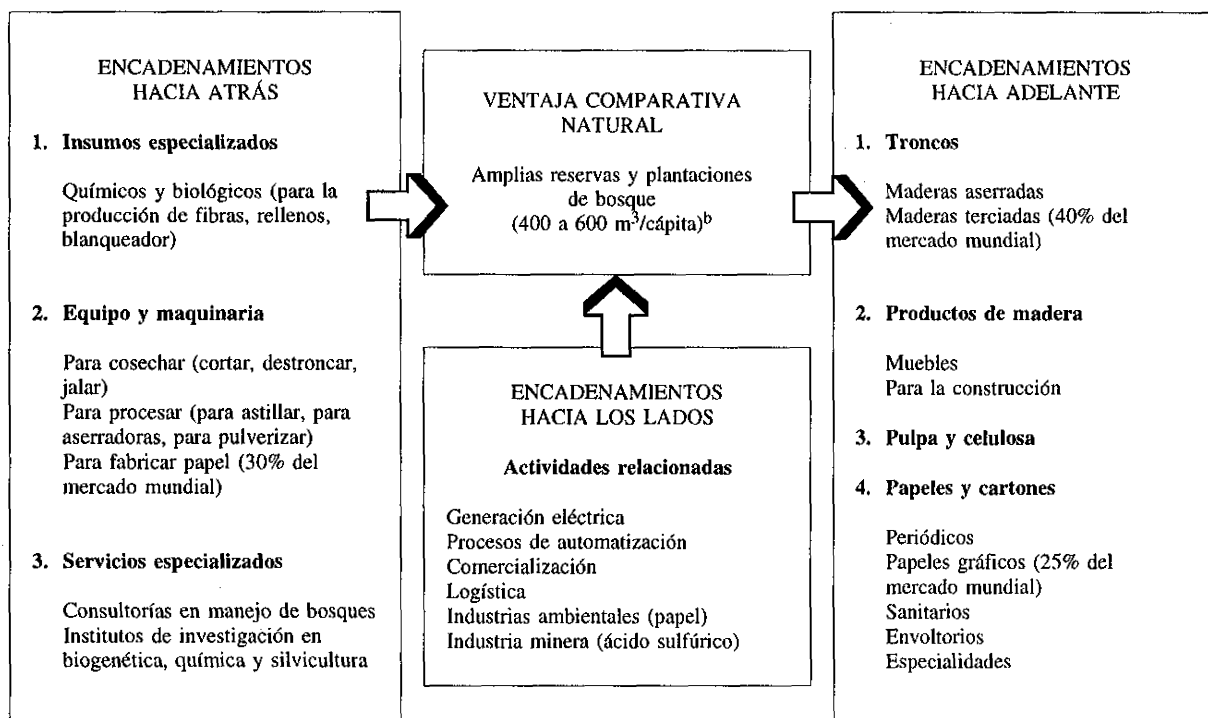 ENCADENAMIENTOS
HACIA ATRÁS
1. Insumos especializados
Químicos y biológicos (para la
producción de fibras, rellenos,
blanqueador)
2. Equipo y maquinaria
Para cosechar (cortar, destroncar,
jalar)
Para procesar (para astillar, para
aserradoras, para pulverizar)
Para fabricar papel (30% del
mercado mundial)
3. Servicios especializados
Consultorías en manejo de bosques
Institutos de investigación en
biogenética, química y silvicultura
VENTAJA COMPARATIVA
NATURAL
Amplias reservas y plantaciones
de bosque
(400 a 600 m³/cápita)ᵇ
ENCADENAMIENTOS
HACIA LOS LADOS
Actividades relacionadas
Generación eléctrica
Procesos de automatización
Comercialización
Logística
Industrias ambientales (papel)
Industria minera (ácido sulfúrico)
ENCADENAMIENTOS
HACIA ADELANTE
1. Troncos
Maderas aserradas
Maderas terciadas (40% del
mercado mundial)
2. Productos de madera
Muebles
Para la construcción
3. Pulpa y celulosa
4. Papeles y cartones
Periódicos
Papeles gráficos (25% del
mercado mundial)
Sanitarios
Envoltorios
Especialidades